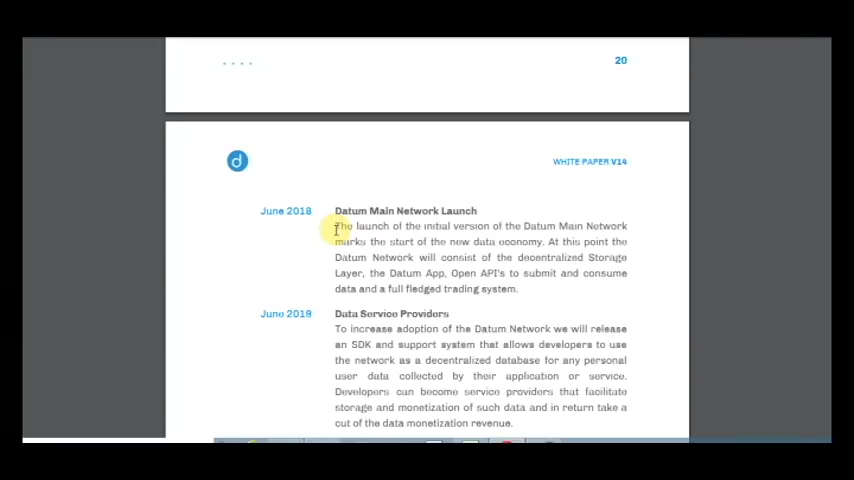 20
WHITE PAPER V14
June 2018
Datum Main Network Launch
The launch of the initial version of the Datum Main Network
marks the start of the new data economy. At this point the
Datum Network will consist of the decentralized Storage
Layer, the Datum App, Open API's to submit and consume
data and a full fledged trading system.
June 2019
Data Service Providers
To increase adoption of the Datum Network we will release
an SDK and support system that allows developers to use
the network as a decentralized database for any personal
user data collected by their application or service.
Developers can become service providers that facilitate
storage and monetization of such data and in return take a
cut of the data monetization revenue.